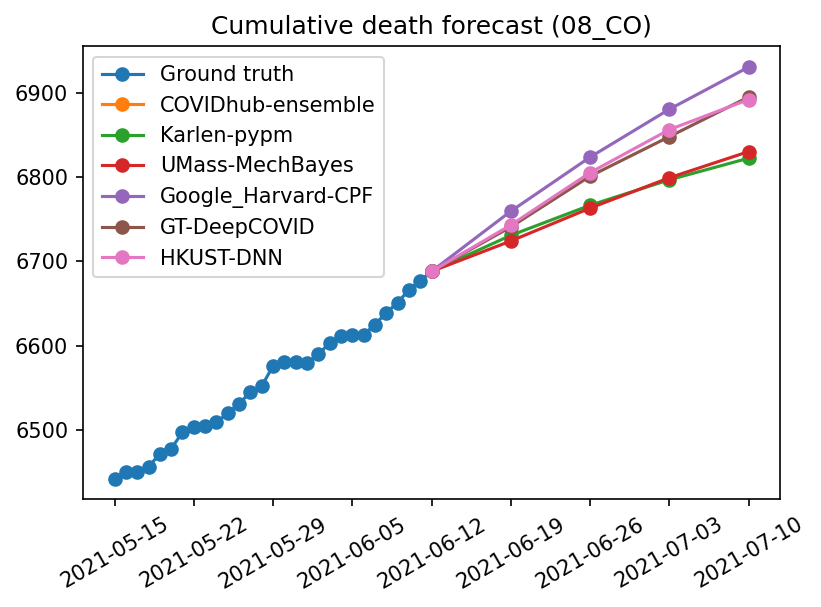 Cumulative death forecast (08_CO)
Ground truth
COVIDhub-ensemble
Karlen-pypm
UMass-MechBayes
Google_Harvard-CPF
GT-DeepCOVID
HKUST-DNN
6900
6800
6700
6600
6500
2021-05-15
2021-05-22
2021-05-29
2021-06-05
2021-06-12
2021-06-19
2021-06-26
2021-07-03
2021-07-10